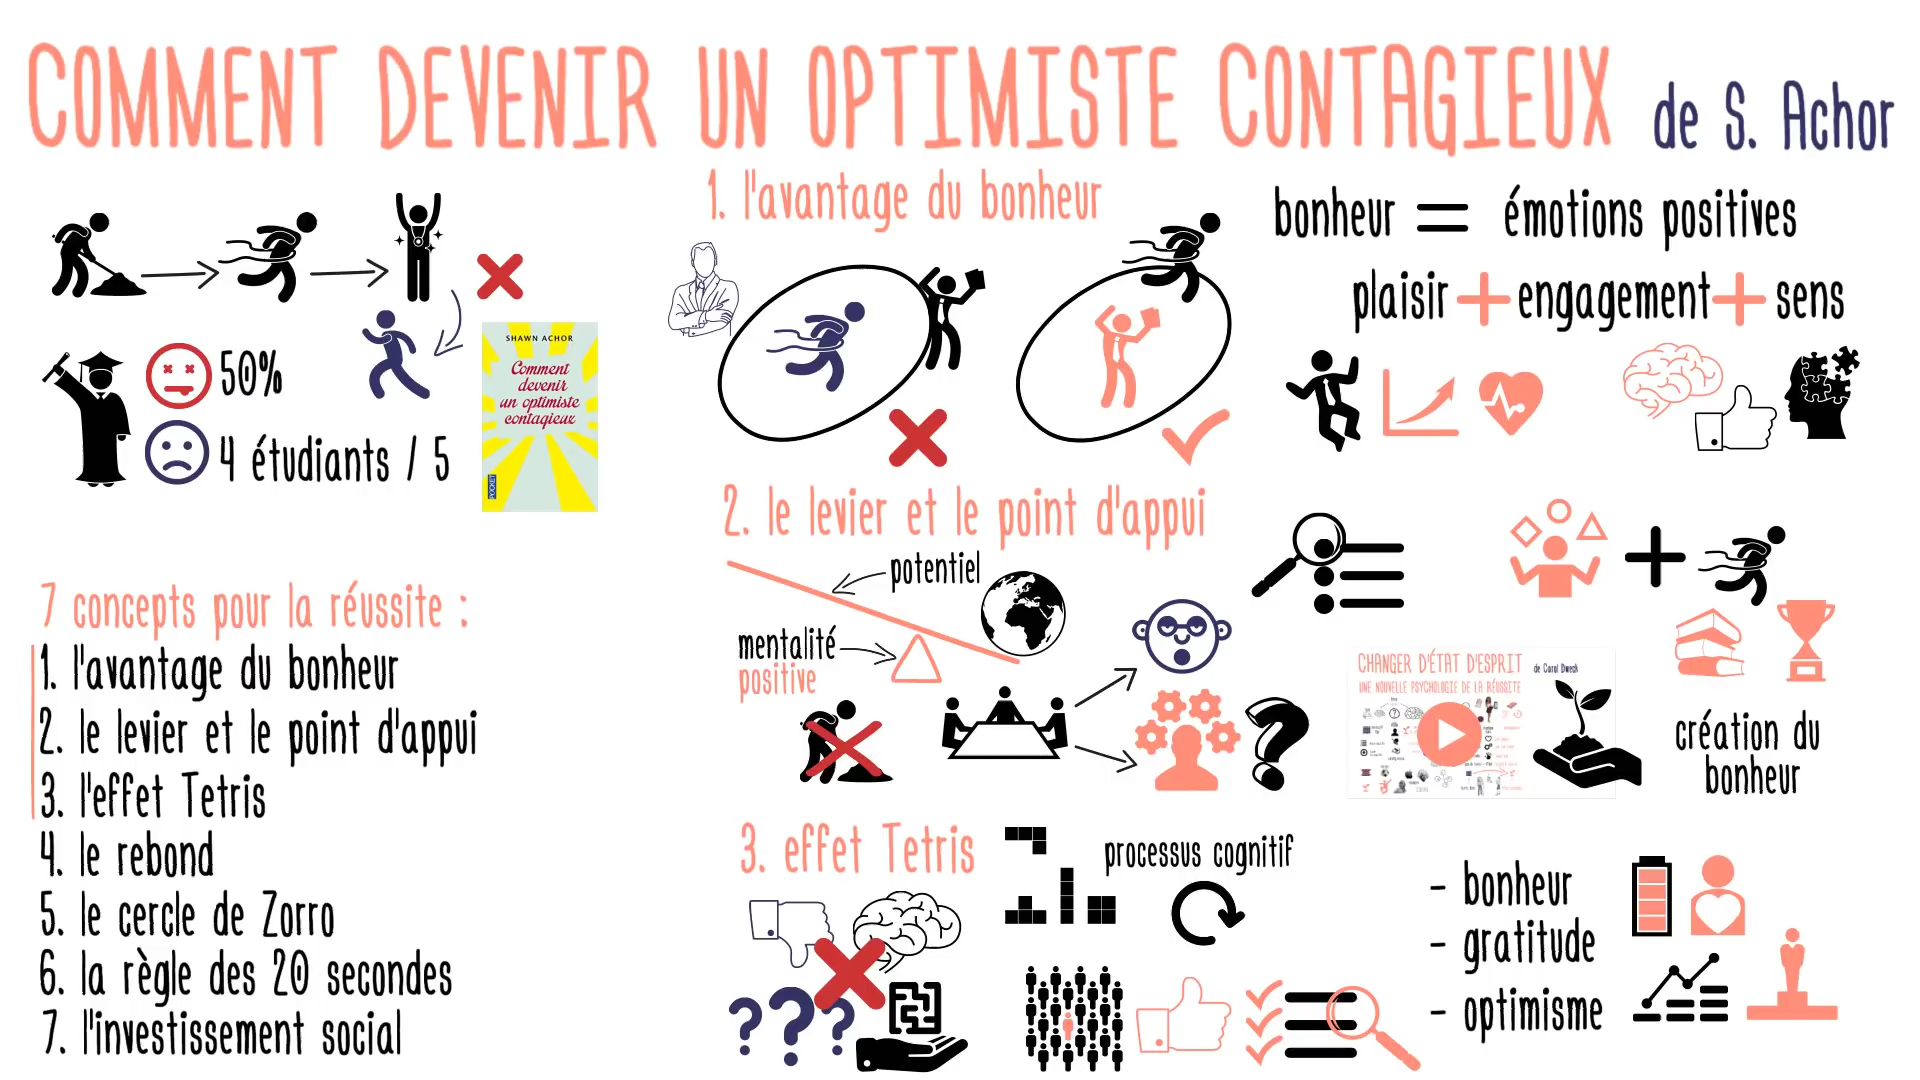 COMMENT DEVENIR UN OPTIMISTE CONTAGIEUX de S. Achor
50%
4 étudiants / 5
SHAWN ACHOR
Comment
devenir
un optimiste
contagieux
POCKET
7 concepts pour la réussite :
1. l'avantage du bonheur
2. le levier et le point d'appui
3. l'effet Tetris
4. le rebond
5. le cercle de Zorro
6. la règle des 20 secondes
7. l'investissement social
1. l'avantage du bonheur
bonheur = émotions positives
plaisir + engagement + sens
2. le levier et le point d'appui
potentiel
mentalité
positive
?
CHANGER D'ÉTAT D'ESPRIT de Carol Dweck
UNE NOUVELLE PSYCHOLOGIE DE LA RÉUSSITE
création du
bonheur
3. effet Tetris
processus cognitif
? ? ?
- bonheur
- gratitude
- optimisme